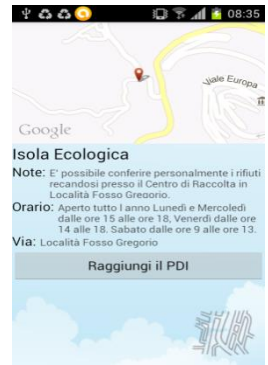 08:35
Viale Europa
Google
Isola Ecologica
Note: E' possibile conferire personalmente i rifiuti
recandosi presso il Centro di Raccolta in
Località Fosso Gregorio.
Orario: Aperto tutto l anno Lunedì e Mercoledì
dalle ore 15 alle ore 18, Venerdì dalle ore
14 alle 18. Sabato dalle ore 9 alle ore 13.
Via: Località Fosso Gregorio
Raggiungi il PDI